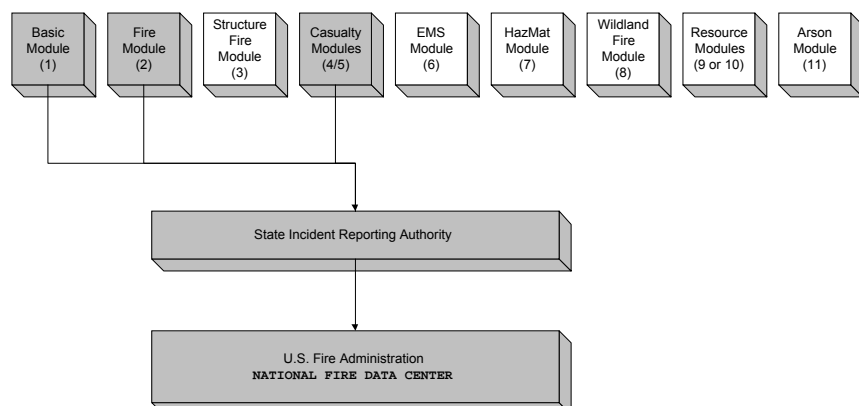 Basic
Module
(1)
Fire
Module
(2)
Structure
Fire
Module
(3)
Casualty
Modules
(4/5)
EMS
Module
(6)
HazMat
Module
(7)
Wildland
Fire
Module
(8)
Resource
Modules
(9 or 10)
Arson
Module
(11)
State Incident Reporting Authority
U.S. Fire Administration
NATIONAL FIRE DATA CENTER